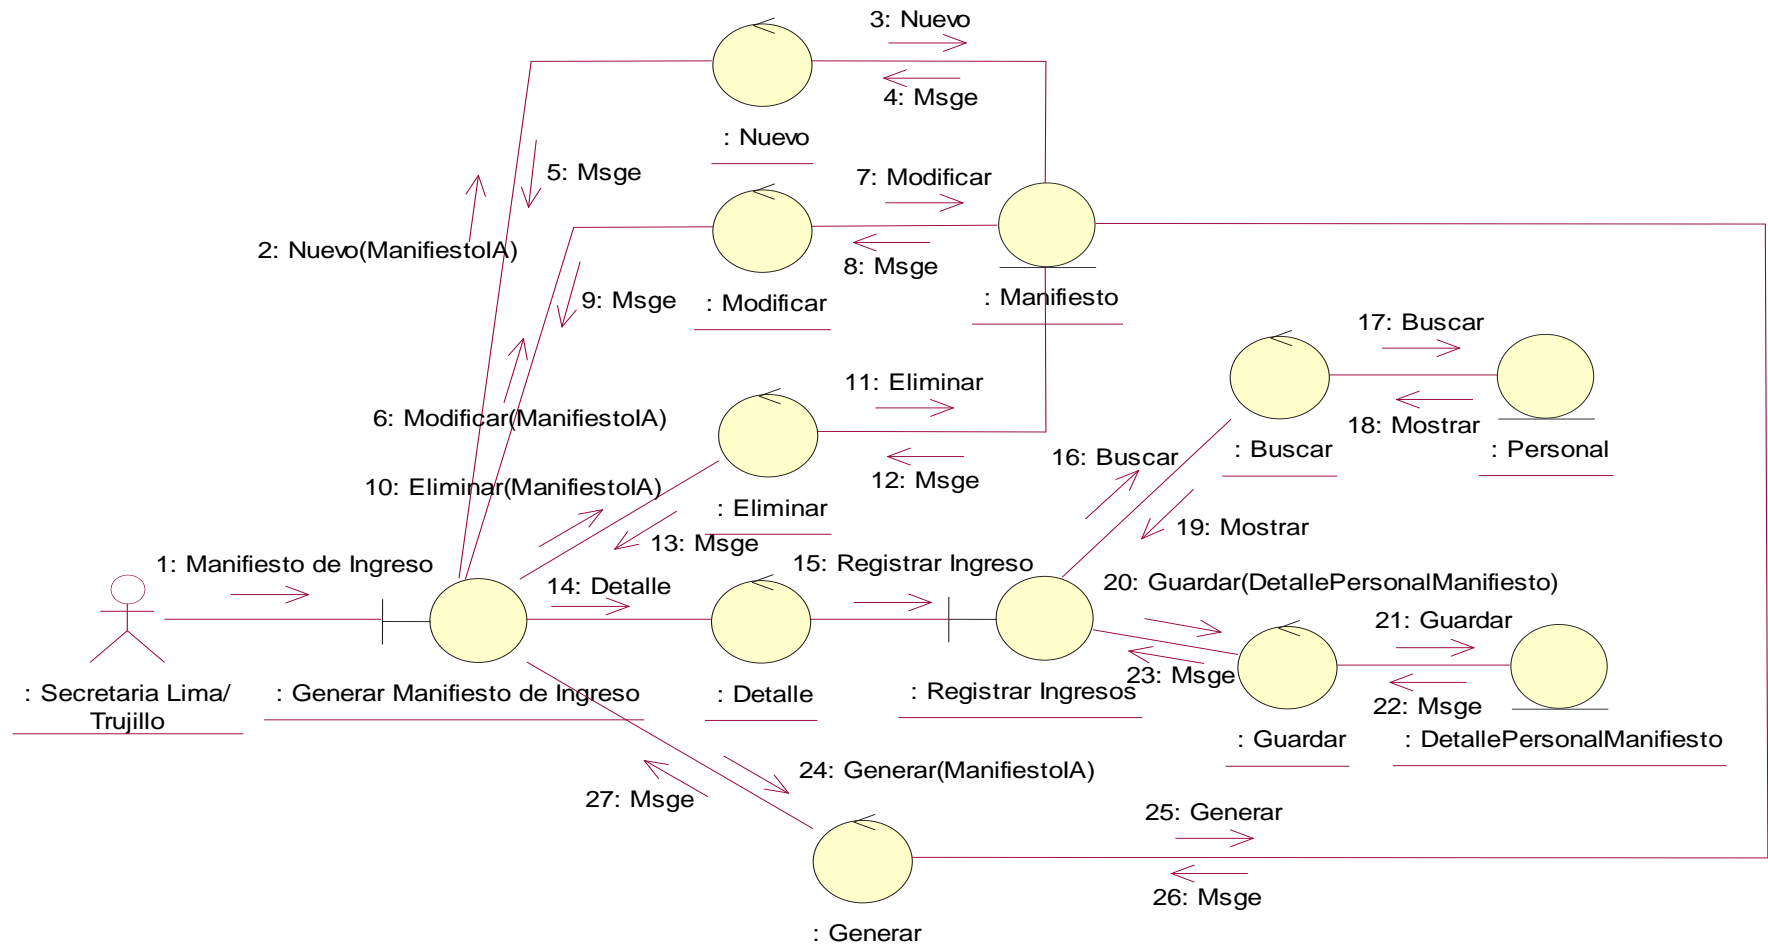 3: Nuevo
4: Msge
: Nuevo
5: Msge
7: Modificar
2: Nuevo(ManifiestoIA)
8: Msge
9: Msge
: Modificar
: Manifiesto
17: Buscar
11: Eliminar
6: Modificar(ManifiestoIA)
18: Mostrar
16: Buscar
: Buscar
: Personal
10: Eliminar(ManifiestoIA)
12: Msge
: Eliminar
19: Mostrar
13: Msge
1: Manifiesto de Ingreso
15: Registrar Ingreso
14: Detalle
20: Guardar(DetallePersonalManifiesto)
21: Guardar
23: Msge
: Secretaria Lima/
Trujillo
: Generar Manifiesto de Ingreso
: Detalle
: Registrar Ingresos
22: Msge
: Guardar
: DetallePersonalManifiesto
24: Generar(ManifiestoIA)
27: Msge
25: Generar
26: Msge
: Generar